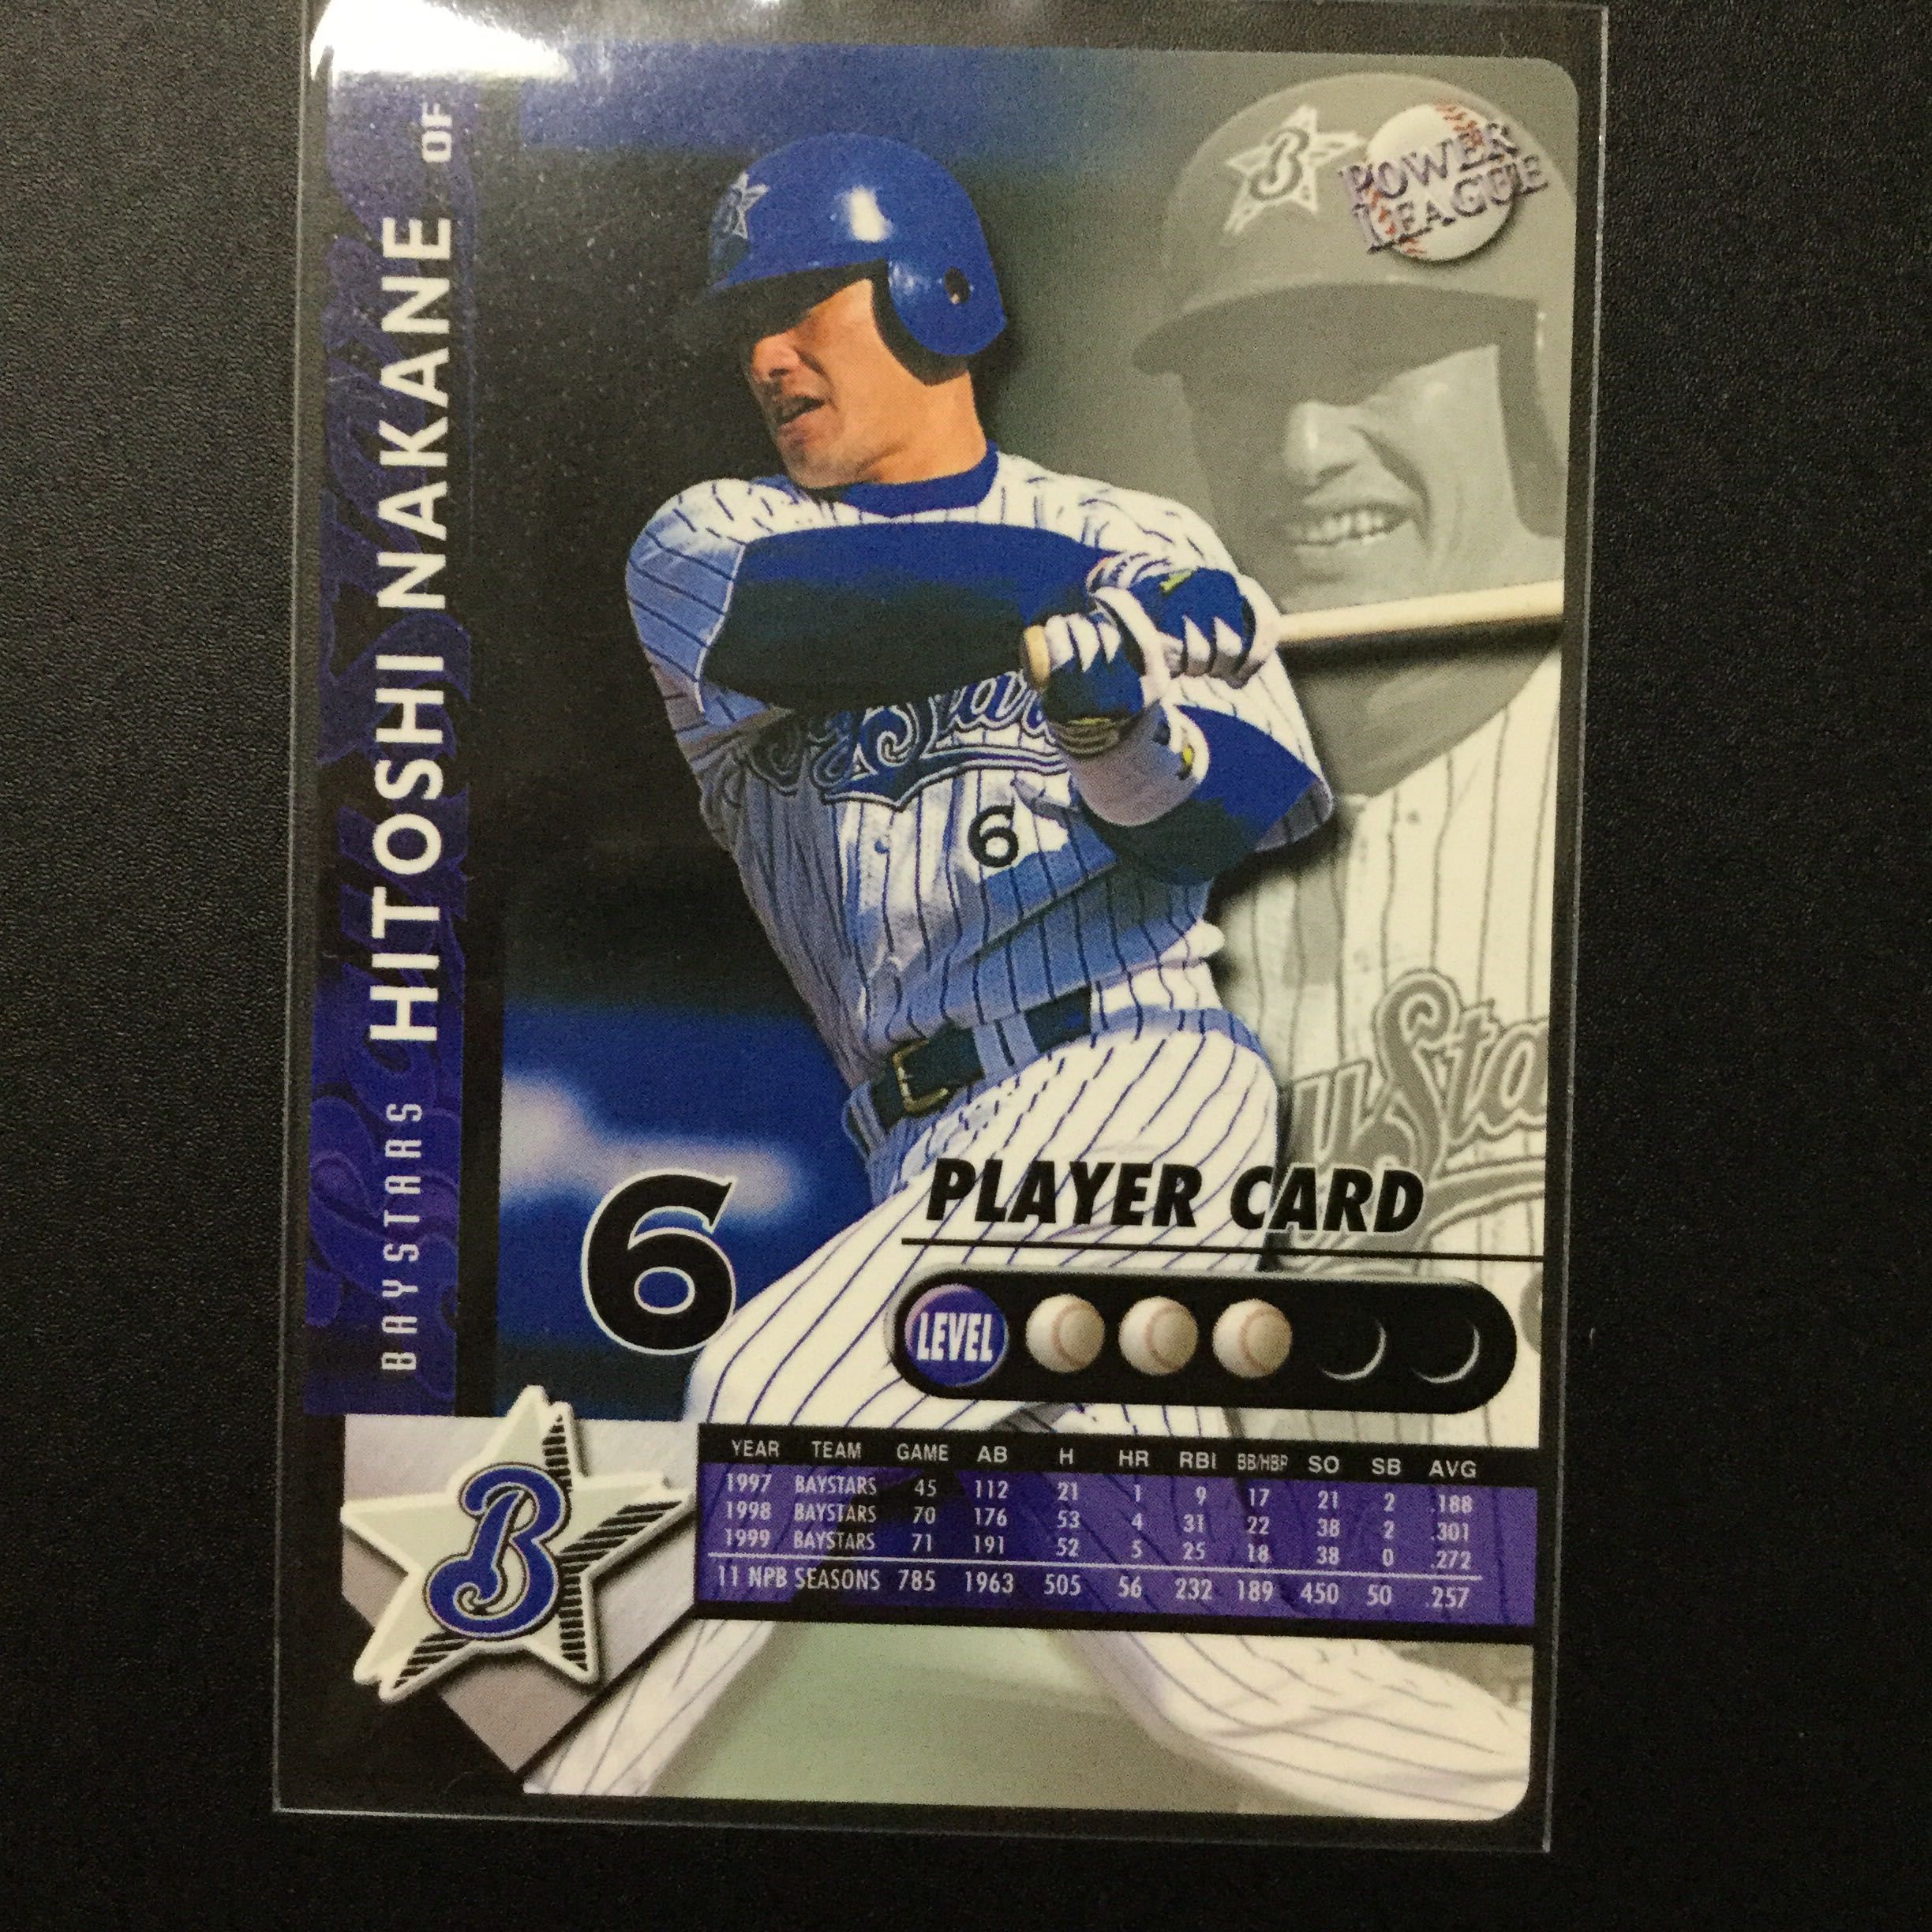 BAYSTARS HITOSHI NAKANE OF
B
POWER
LEAGUE
B
BayStar
6
ySta
6
PLAYER CARD
LEVEL
B
YEAR TEAM GAME AB H HR RBI BB/HBP SO SB AVG
1997 BAYSTARS 45 112 21 1 9 17 21 2 .188
1998 BAYSTARS 70 176 53 4 31 22 38 2 .301
1999 BAYSTARS 71 191 52 5 25 18 38 0 .272
11 NPB SEASONS 785 1963 505 56 232 189 450 50 .257